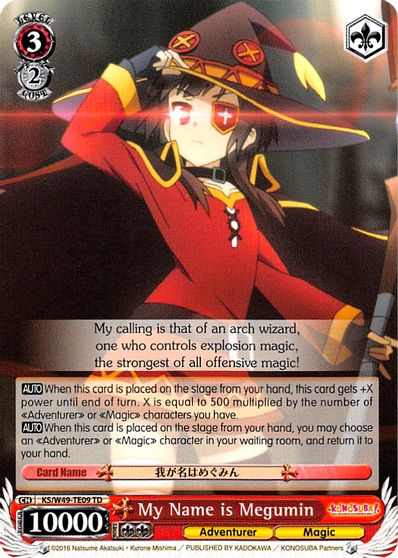 LEVEL
3
2
COST
My calling is that of an arch wizard,
one who controls explosion magic,
the strongest of all offensive magic!
AUTO When this card is placed on the stage from your hand, this card gets +X
power until end of turn. X is equal to 500 multiplied by the number of
«Adventurer» or «Magic» characters you have.
AUTO When this card is placed on the stage from your hand, you may choose
an «Adventurer» or «Magic» character in your waiting room, and return it to
your hand.
Card Name 我が名はめぐみん
CH KS/W49-TE09 TD
My Name is Megumin
KONOSUBA!
POWER 10000
Adventurer Magic
©2016 Natsume Akatsuki・Kurone Mishima / PUBLISHED BY KADOKAWA / KONOSUBA Partners